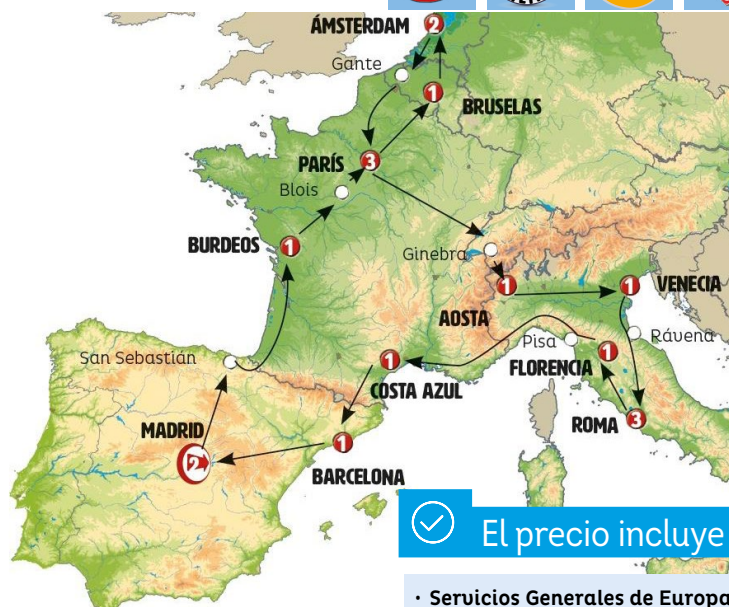 ÁMSTERDAM
2
Gante
1
BRUSELAS
PARÍS
3
Blois
BURDEOS
1
Ginebra
1
AOSTA
1
VENECIA
Rávena
Pisa
1
FLORENCIA
San Sebastián
1
COSTA AZUL
ROMA
3
MADRID
2
1
BARCELONA
El precio incluye
· Servicios Generales de Europa